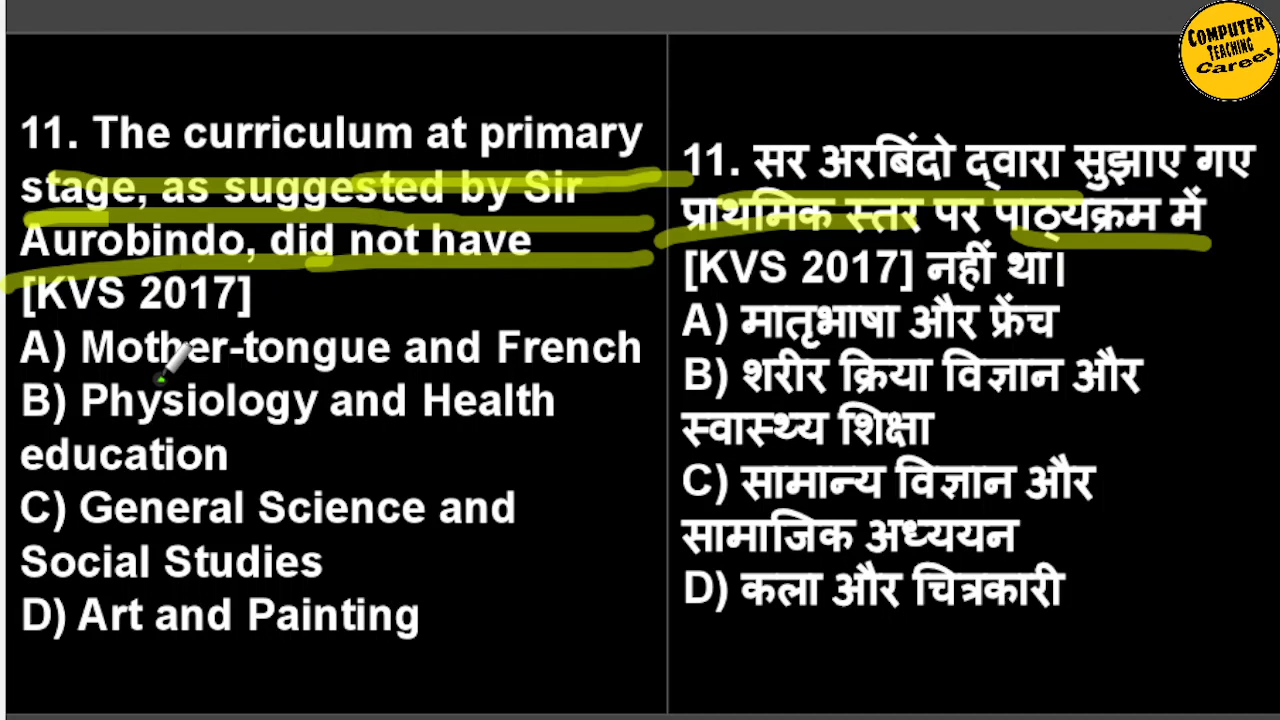 COMPUTER
TEACHING
Career
11. The curriculum at primary
stage, as suggested by Sir
Aurobindo, did not have
[KVS 2017]
A) Mother-tongue and French
B) Physiology and Health
education
C) General Science and
Social Studies
D) Art and Painting
11. सर अरबिंदो द्वारा सुझाए गए
प्राथमिक स्तर पर पाठ्यक्रम में
[KVS 2017] नहीं था।
A) मातृभाषा और फ्रेंच
B) शरीर क्रिया विज्ञान और
स्वास्थ्य शिक्षा
C) सामान्य विज्ञान और
सामाजिक अध्ययन
D) कला और चित्रकारी